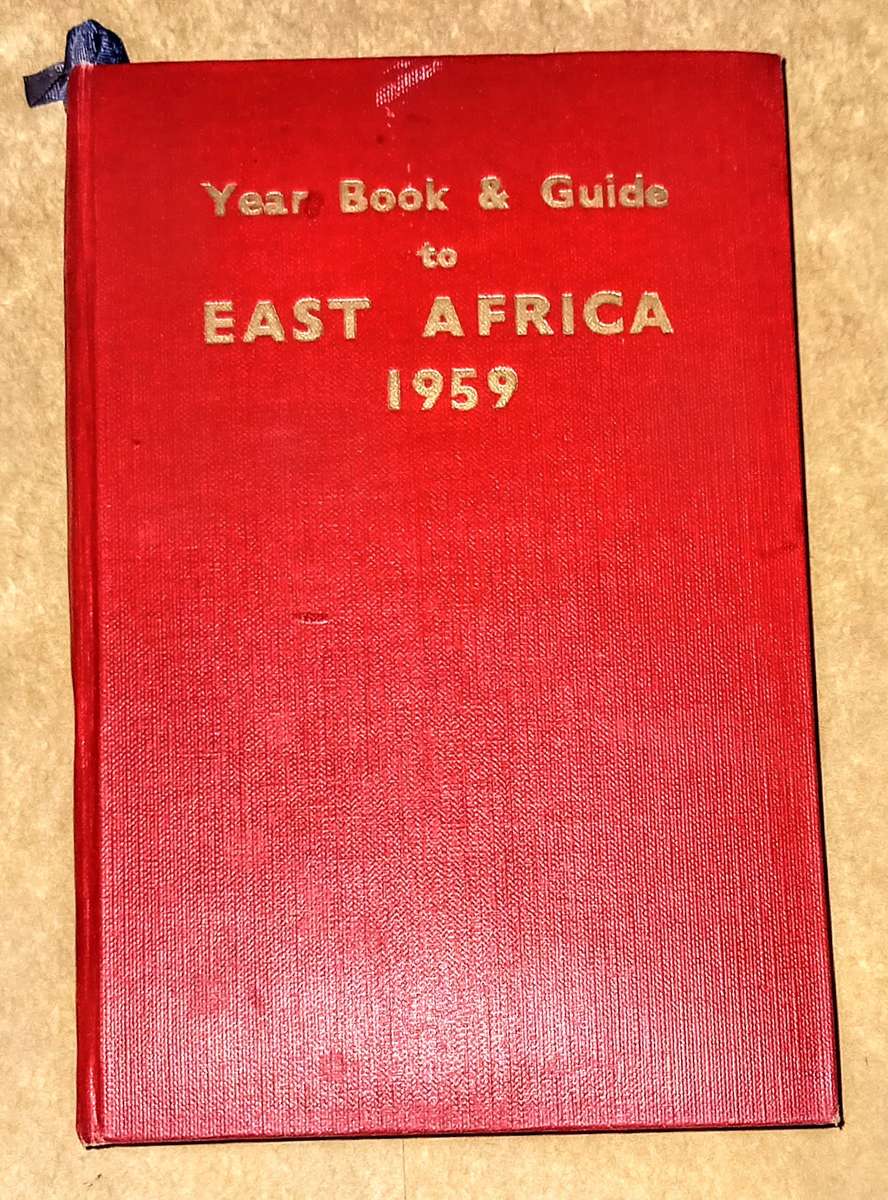 Year Book & Guide
to
EAST AFRICA
1959